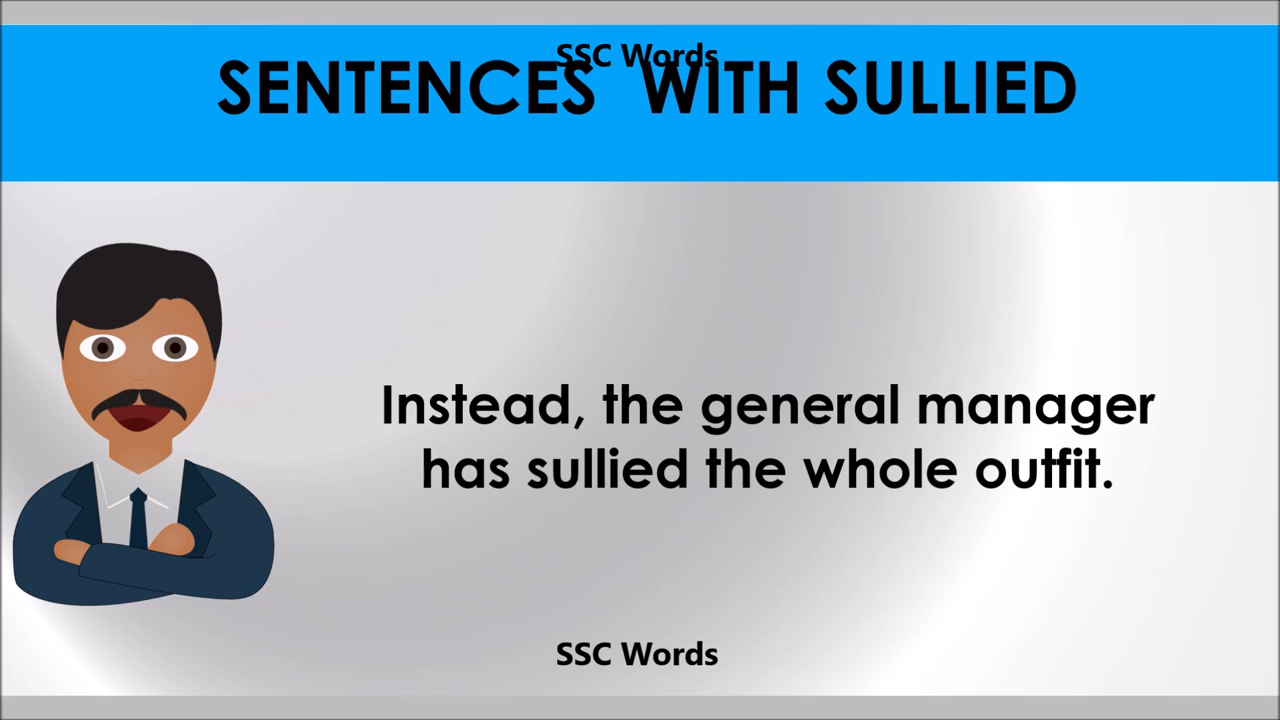 SSC Words
SENTENCES WITH SULLIED
Instead, the general manager
has sullied the whole outfit.
SSC Words